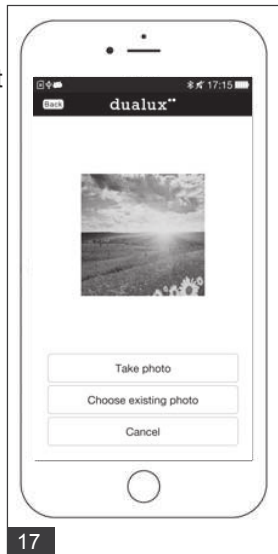 t
17:15
Back
dualux
Take photo
Choose existing photo
Cancel
17